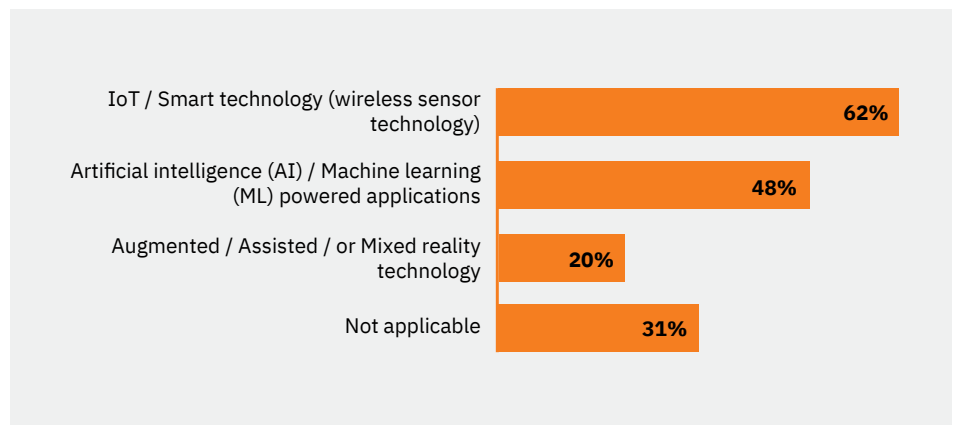 IoT / Smart technology (wireless sensor
technology)
62%
Artificial intelligence (AI) / Machine learning
(ML) powered applications
48%
Augmented / Assisted / or Mixed reality
technology
20%
Not applicable
31%